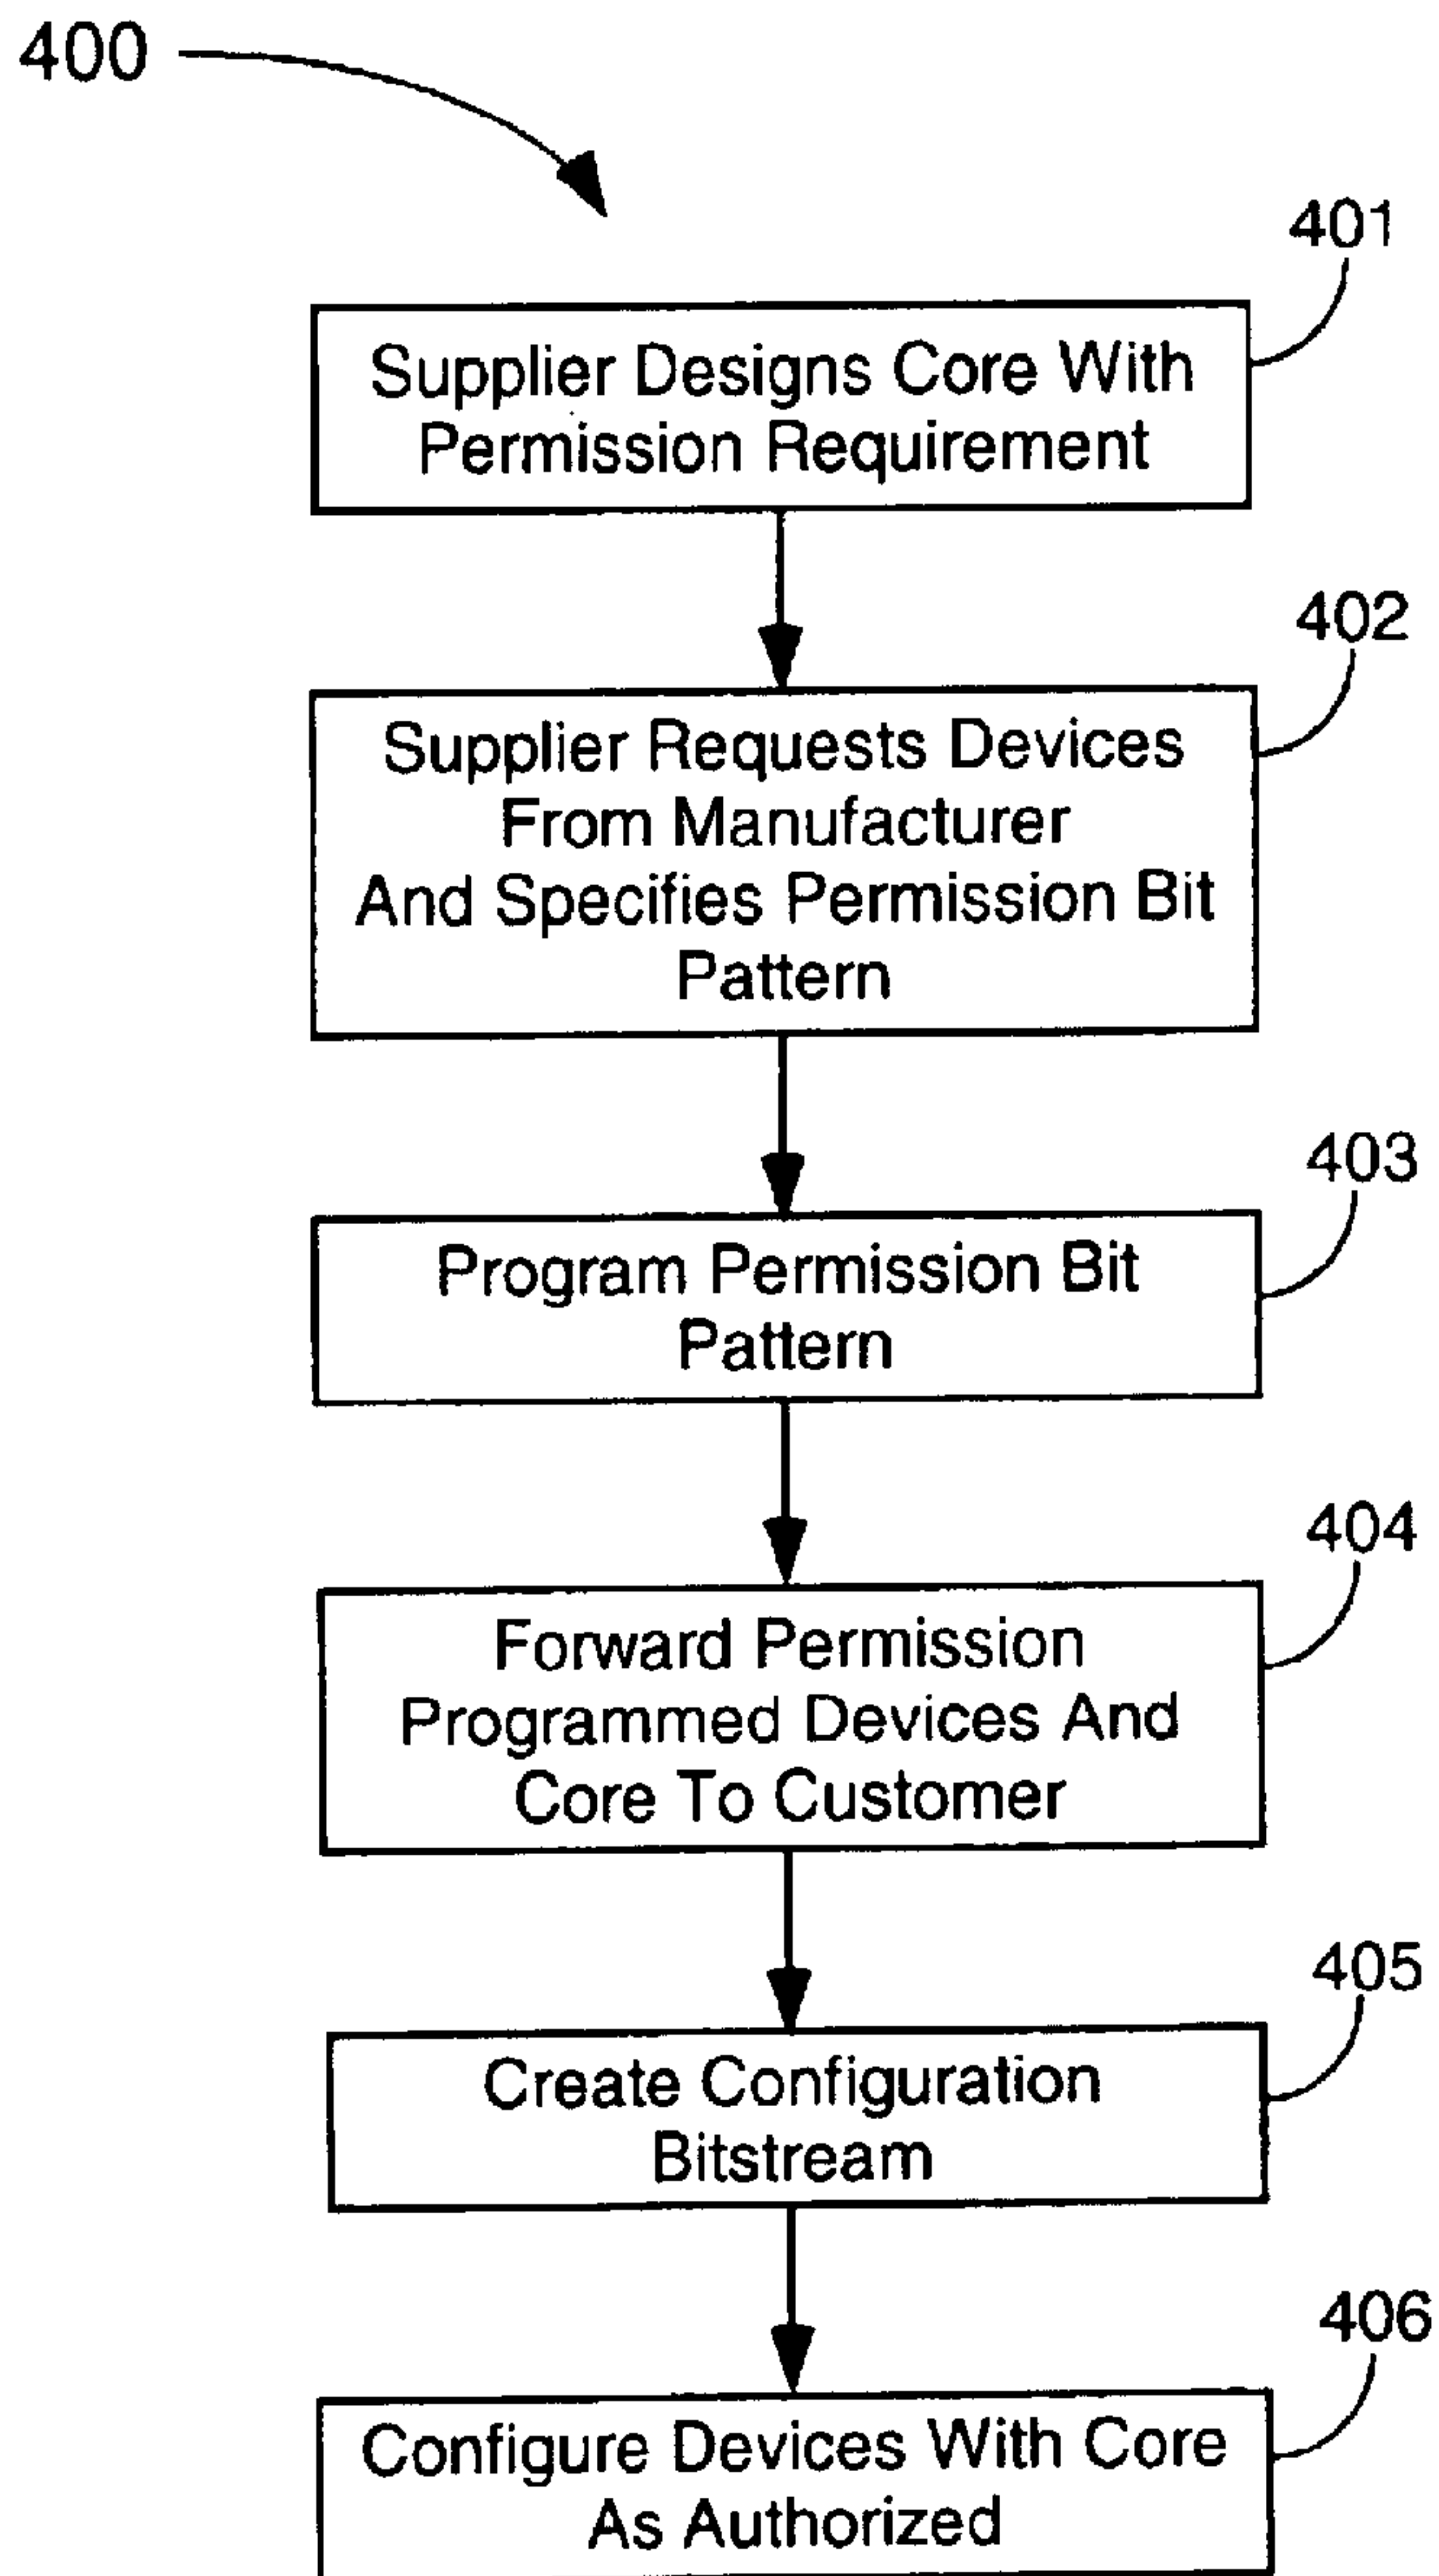 400
401
Supplier Designs Core With
Permission Requirement
402
Supplier Requests Devices
From Manufacturer
And Specifies Permission Bit
Pattern
403
Program Permission Bit
Pattern
404
Forward Permission
Programmed Devices And
Core To Customer
405
Create Configuration
Bitstream
406
Configure Devices With Core
As Authorized